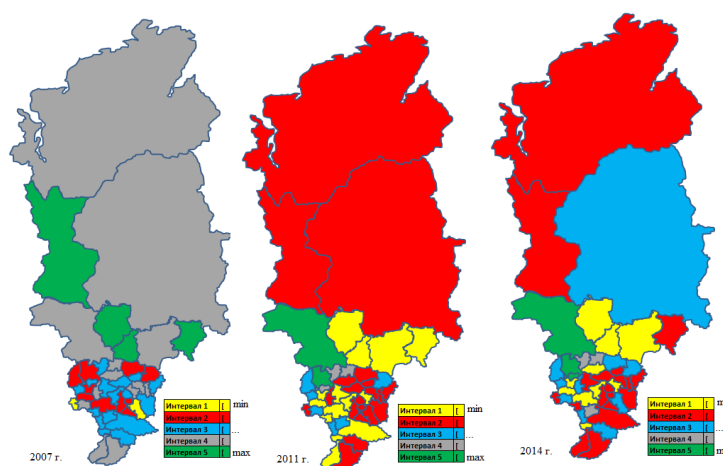 Интервал 1 [ min
Интервал 2 [
Интервал 3 [ ...
Интервал 4 [
Интервал 5 [ max
2007 г.
Интервал 1 [ min
Интервал 2 [
Интервал 3 [ ...
Интервал 4 [
Интервал 5 [ max
2011 г.
Интервал 1 [
Интервал 2 [
Интервал 3 [ ...
Интервал 4 [
Интервал 5 [
2014 г.